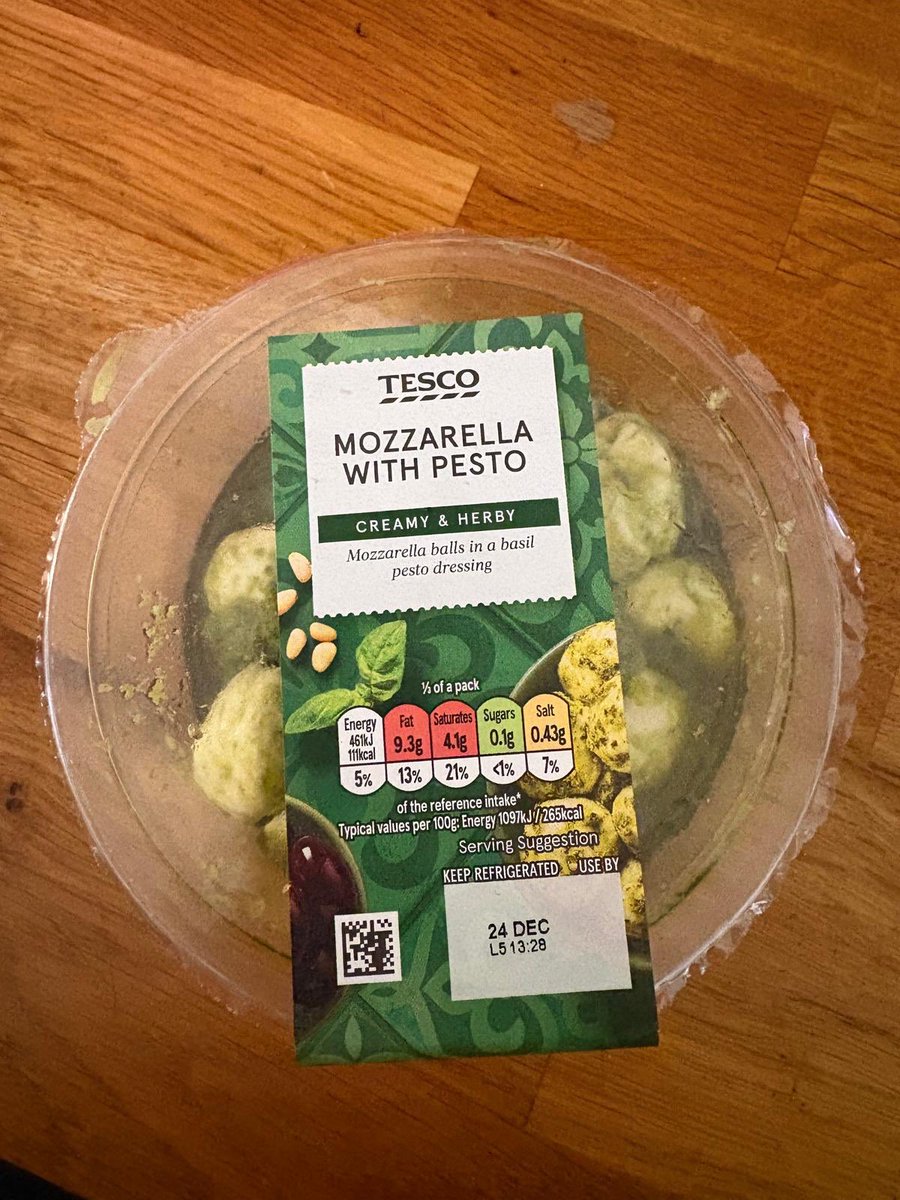 TESCO
MOZZARELLA
WITH PESTO
CREAMY & HERBY
Mozzarella balls in a basil
pesto dressing
⅓ of a pack
Energy Fat Saturates Sugars Salt
461kJ 9.3g 4.1g 0.1g 0.43g
111kcal
5% 13% 21% <1% 7%
of the reference intake*
Typical values per 100g: Energy 1097kJ / 265kcal
Serving Suggestion
KEEP REFRIGERATED USE BY
24 DEC
L5 13:28